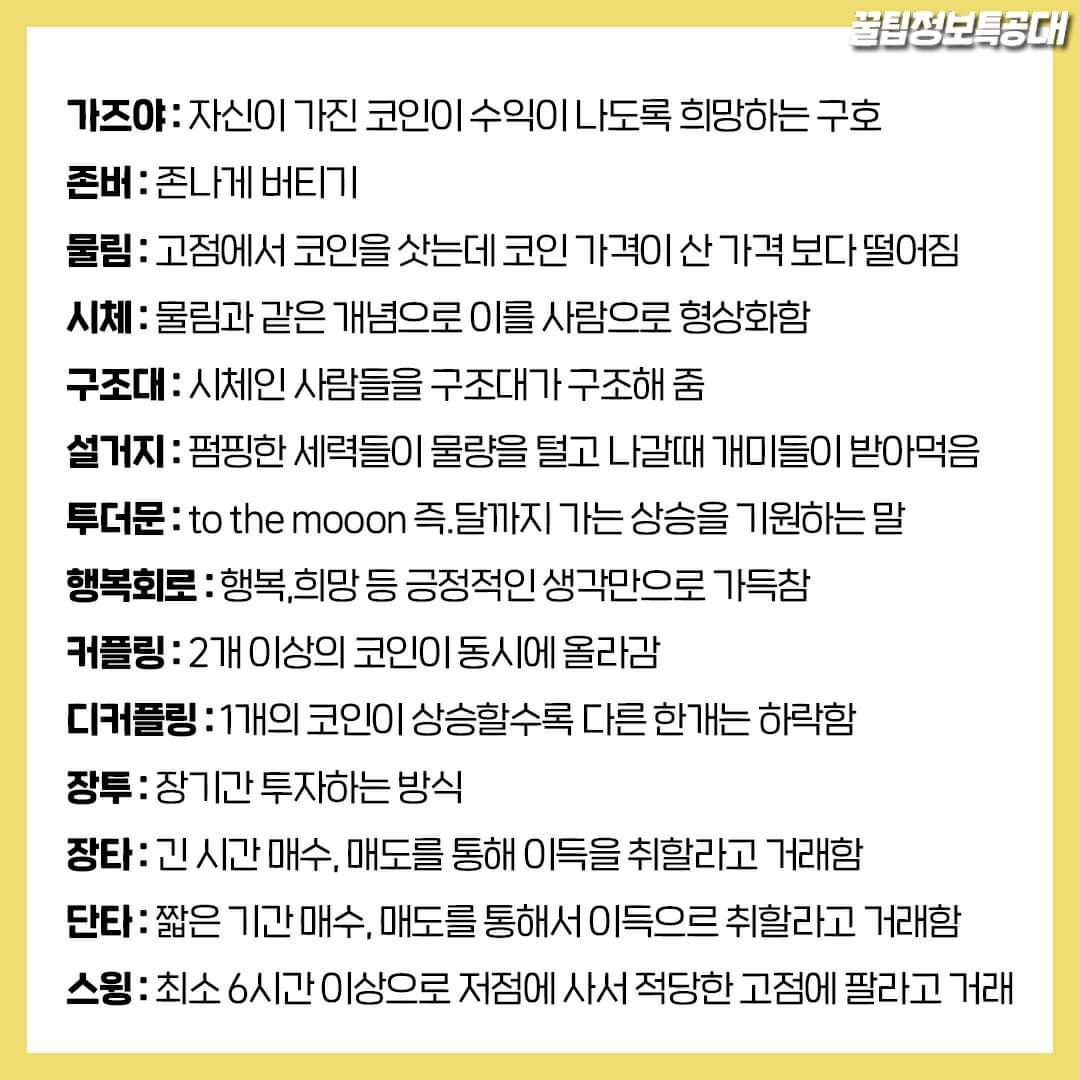 꿀팁정보특공대
가즈야 : 자신이 가진 코인이 수익이 나도록 희망하는 구호
존버 : 존나게 버티기
물림 : 고점에서 코인을 삿는데 코인 가격이 산 가격 보다 떨어짐
시체 : 물림과 같은 개념으로 이를 사람으로 형상화함
구조대 : 시체인 사람들을 구조대가 구조해 줌
설거지 : 펌핑한 세력들이 물량을 털고 나갈때 개미들이 받아먹음
투더문 : to the mooon 즉.달까지 가는 상승을 기원하는 말
행복회로 : 행복,희망 등 긍정적인 생각만으로 가득참
커플링 : 2개 이상의 코인이 동시에 올라감
디커플링 : 1개의 코인이 상승할수록 다른 한개는 하락함
장투 : 장기간 투자하는 방식
장타 : 긴 시간 매수, 매도를 통해 이득을 취할라고 거래함
단타 : 짧은 기간 매수, 매도를 통해서 이득으르 취할라고 거래함
스윙 : 최소 6시간 이상으로 저점에 사서 적당한 고점에 팔라고 거래